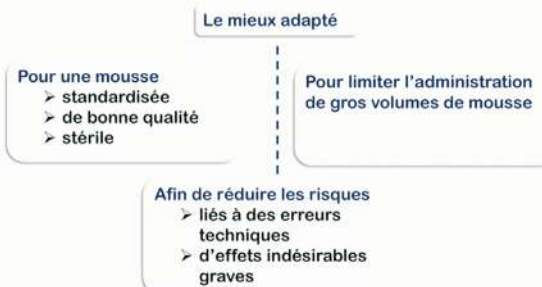 Le mieux adapté
Pour une mousse
➢ standardisée
➢ de bonne qualité
➢ stérile
Pour limiter l'administration
de gros volumes de mousse
Afin de réduire les risques
➢ liés à des erreurs
techniques
➢ d'effets indésirables
graves